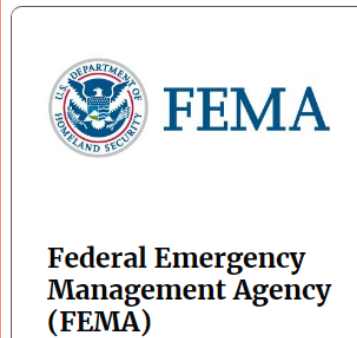 U.S. DEPARTMENT OF
HOMELAND SECURITY
FEMA
Federal Emergency
Management Agency
(FEMA)